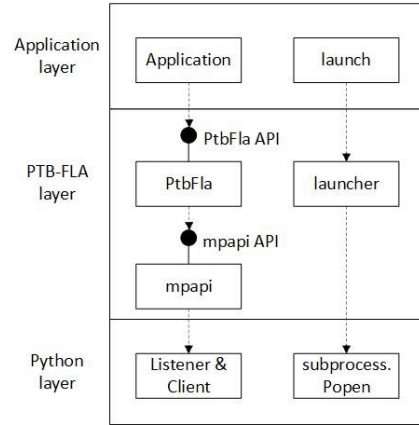 Application
layer
Application
launch
PtbFla API
PTB-FLA
layer
PtbFla
launcher
mpapi API
mpapi
Python
layer
Listener &
Client
subprocess.
Popen